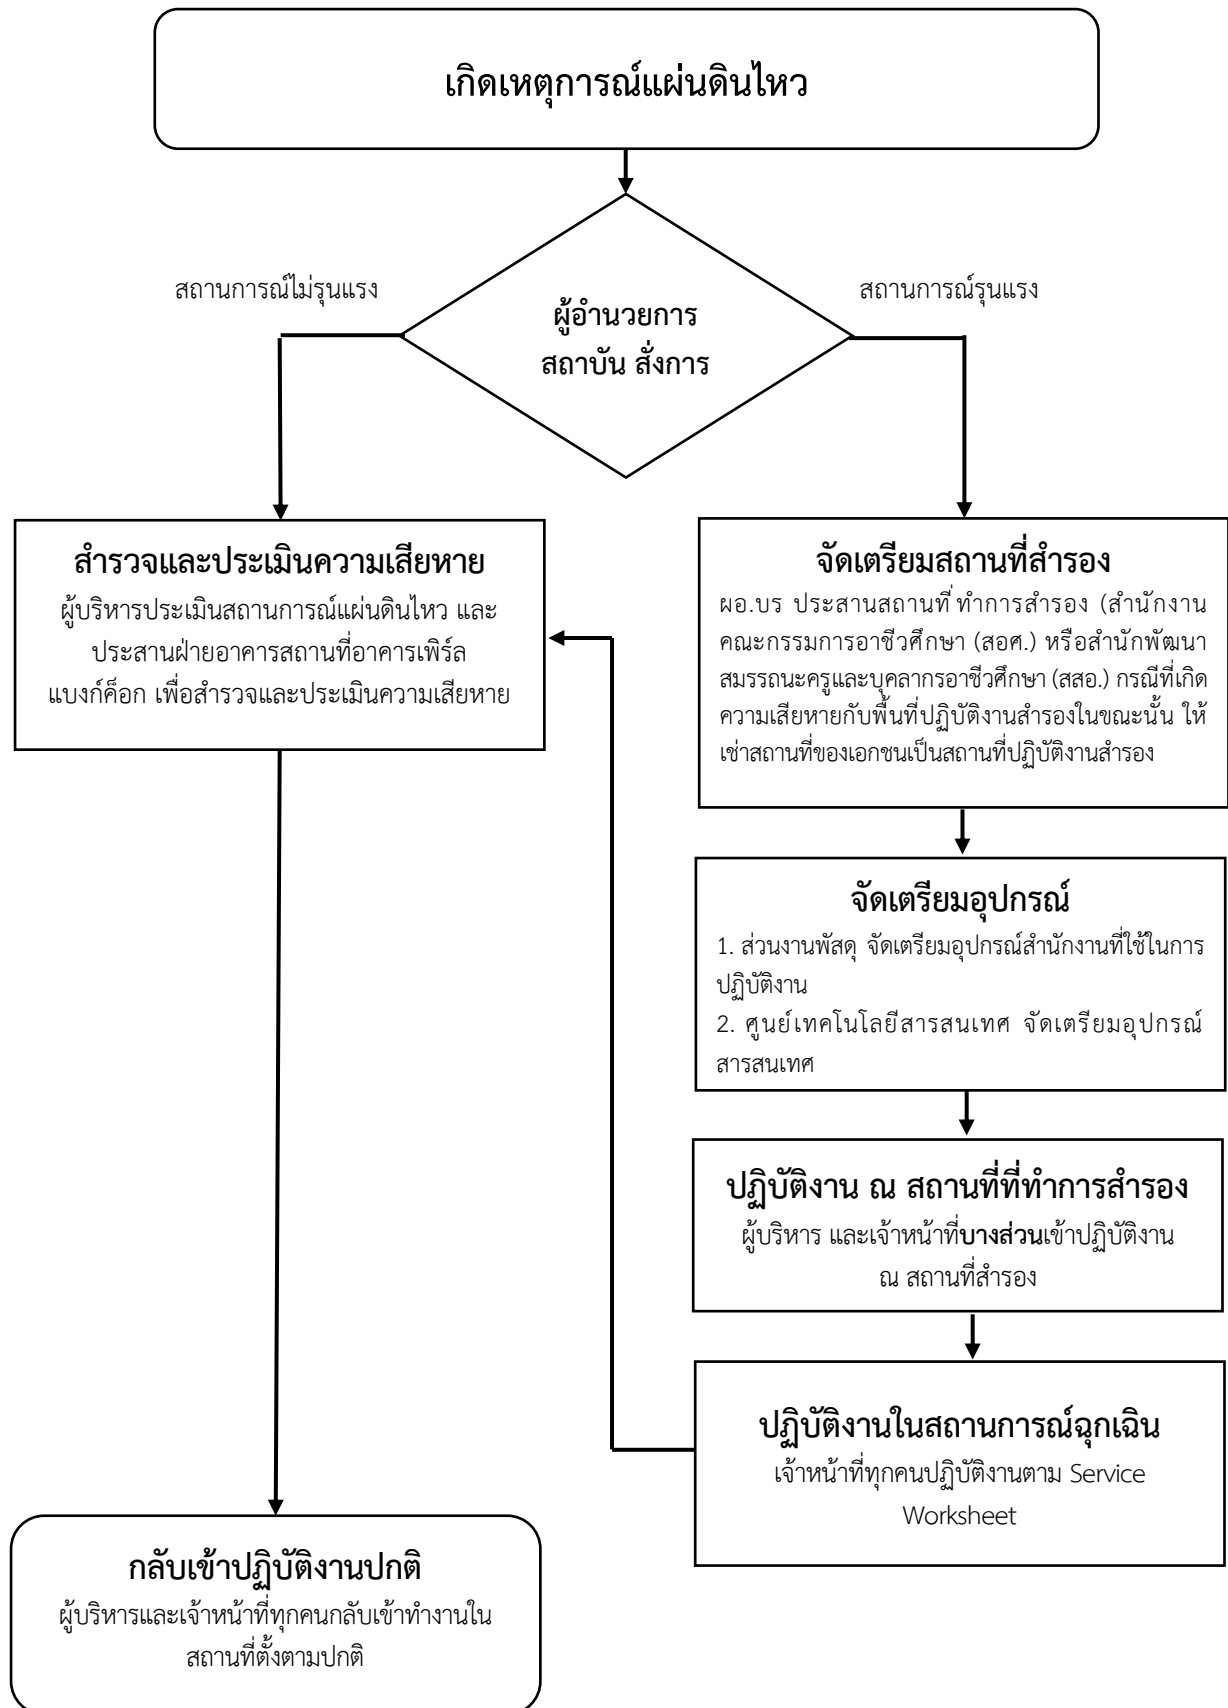 เกิดเหตุการณ์แผ่นดินไหว
สถานการณ์ไม่รุนแรง
สถานการณ์รุนแรง
ผู้อำนวยการ
สถาบัน สั่งการ
สำรวจและประเมินความเสียหาย
ผู้บริหารประเมินสถานการณ์แผ่นดินไหว และ
ประสานฝ่ายอาคารสถานที่อาคารเพิร์ล
แบงก์ค็อก เพื่อสำรวจและประเมินความเสียหาย
จัดเตรียมสถานที่สำรอง
ผอ.บร ประสานสถานที่ทำการสำรอง (สำนักงาน
คณะกรรมการอาชีวศึกษา (สอศ.) หรือสำนักพัฒนา
สมรรถนะครูและบุคลากรอาชีวศึกษา (สสอ.) กรณีที่เกิด
ความเสียหายกับพื้นที่ปฏิบัติงานสำรองในขณะนั้น ให้
เช่าสถานที่ของเอกชนเป็นสถานที่ปฏิบัติงานสำรอง
จัดเตรียมอุปกรณ์
1. ส่วนงานพัสดุ จัดเตรียมอุปกรณ์สำนักงานที่ใช้ในการ
ปฏิบัติงาน
2. ศูนย์เทคโนโลยีสารสนเทศ จัดเตรียมอุปกรณ์
สารสนเทศ
ปฏิบัติงาน ณ สถานที่ที่ทำการสำรอง
ผู้บริหาร และเจ้าหน้าที่บางส่วนเข้าปฏิบัติงาน
ณ สถานที่สำรอง
ปฏิบัติงานในสถานการณ์ฉุกเฉิน
เจ้าหน้าที่ทุกคนปฏิบัติงานตาม Service
Worksheet
กลับเข้าปฏิบัติงานปกติ
ผู้บริหารและเจ้าหน้าที่ทุกคนกลับเข้าทำงานใน
สถานที่ตั้งตามปกติ